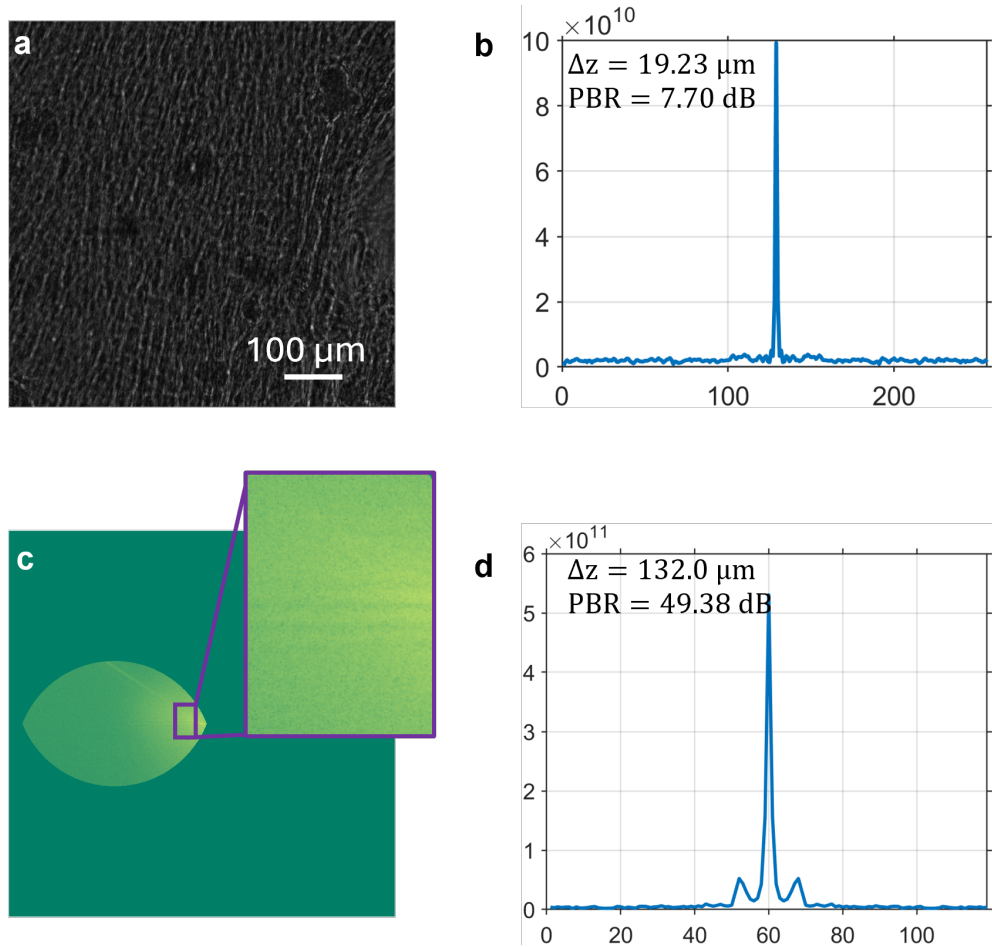 a
100 μm
b
×10^10
Δz = 19.23 μm
PBR = 7.70 dB
10
8
6
4
2
0
0 100 200
c
d
×10^11
Δz = 132.0 μm
PBR = 49.38 dB
6
5
4
3
2
1
0
0 20 40 60 80 100